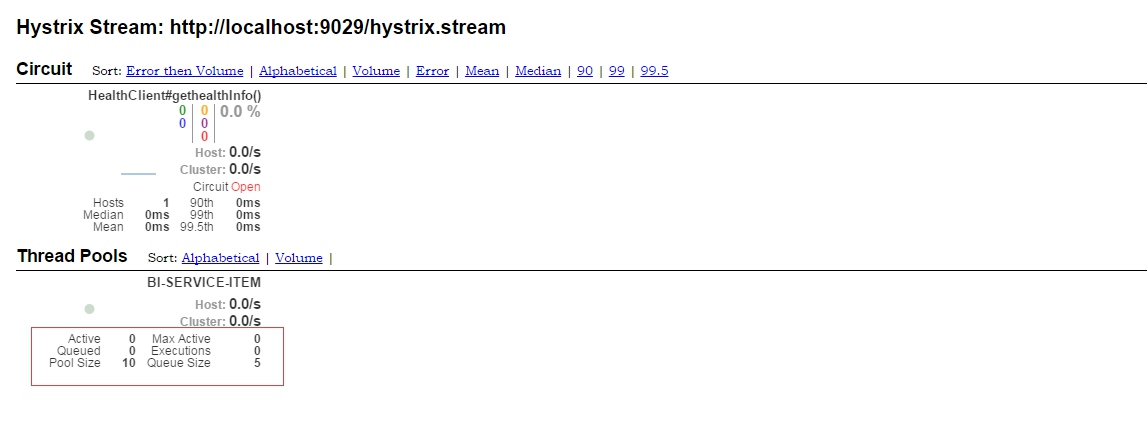 Hystrix Stream: http://localhost:9029/hystrix.stream
Circuit Sort: Error then Volume | Alphabetical | Volume | Error | Mean | Median | 90 | 99 | 99.5
HealthClient#gethealthInfo()
0 0 0.0 %
0 0
0
Host: 0.0/s
Cluster: 0.0/s
Circuit Open
Hosts 1 90th 0ms
Median 0ms 99th 0ms
Mean 0ms 99.5th 0ms
Thread Pools Sort: Alphabetical | Volume |
BI-SERVICE-ITEM
Host: 0.0/s
Cluster: 0.0/s
Active 0 Max Active 0
Queued 0 Executions 0
Pool Size 10 Queue Size 5